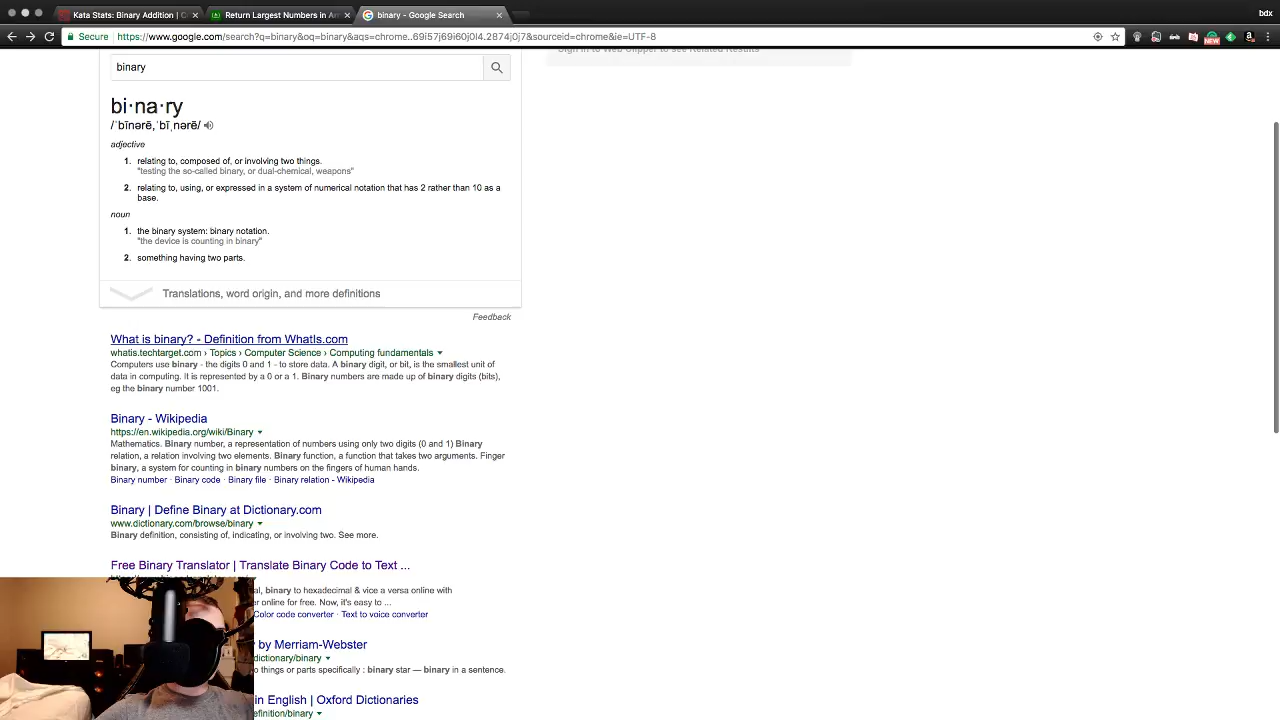 Kata Stats: Binary Addition | C
Return Largest Numbers in Arr
binary - Google Search
bdx
Secure
https://www.google.com/search?q=binary&oq=binary&aqs=chrome..69i57j69i60j0l4.2874j0j7&sourceid=chrome&ie=UTF-8
NEW
Sign in to Web Clipper to see Related Results
binary
bi·na·ry
/ˈbīnərē,ˈbīˌnərē/
adjective
1. relating to, composed of, or involving two things.
"testing the so-called binary, or dual-chemical, weapons"
2. relating to, using, or expressed in a system of numerical notation that has 2 rather than 10 as a
base.
noun
1. the binary system: binary notation.
"the device is counting in binary"
2. something having two parts.
Translations, word origin, and more definitions
Feedback
What is binary? - Definition from WhatIs.com
whatis.techtarget.com › Topics › Computer Science › Computing fundamentals
Computers use binary - the digits 0 and 1 - to store data. A binary digit, or bit, is the smallest unit of
data in computing. It is represented by a 0 or a 1. Binary numbers are made up of binary digits (bits),
eg the binary number 1001.
Binary - Wikipedia
https://en.wikipedia.org/wiki/Binary
Mathematics. Binary number, a representation of numbers using only two digits (0 and 1) Binary
relation, a relation involving two elements. Binary function, a function that takes two arguments. Finger
binary, a system for counting in binary numbers on the fingers of human hands.
Binary number · Binary code · Binary file · Binary relation - Wikipedia
Binary | Define Binary at Dictionary.com
www.dictionary.com/browse/binary
Binary definition, consisting of, indicating, or involving two. See more.
Free Binary Translator | Translate Binary Code to Text ...
al, binary to hexadecimal & vice a versa online with
er online for free. Now, it's easy to ...
Color code converter · Text to voice converter
y by Merriam-Webster
dictionary/binary
o things or parts specifically : binary star — binary in a sentence.
in English | Oxford Dictionaries
efinition/binary